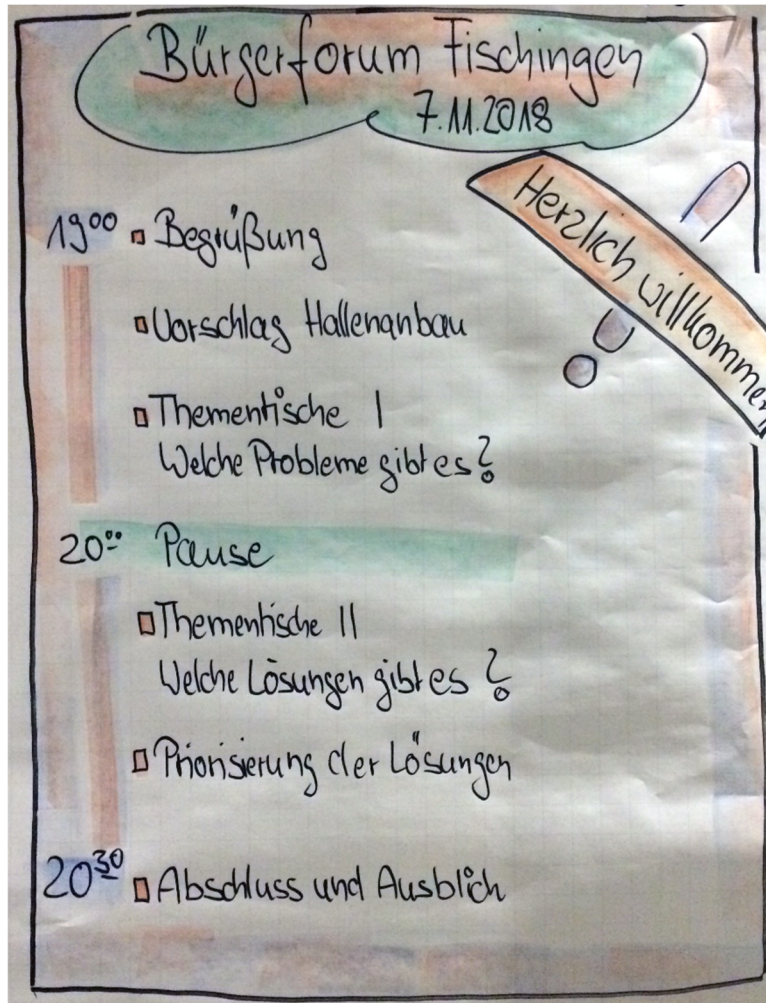 Bürgerforum Fischingen
7.11.2018
Herzlich willkommen
19⁰⁰ Begrüßung
Vorschlag Hallenanbau
Thementische I
Welche Probleme gibt es?
20⁰⁰ Pause
Thementische II
Welche Lösungen gibt es?
Priorisierung der Lösungen
20³⁰ Abschluss und Ausblick